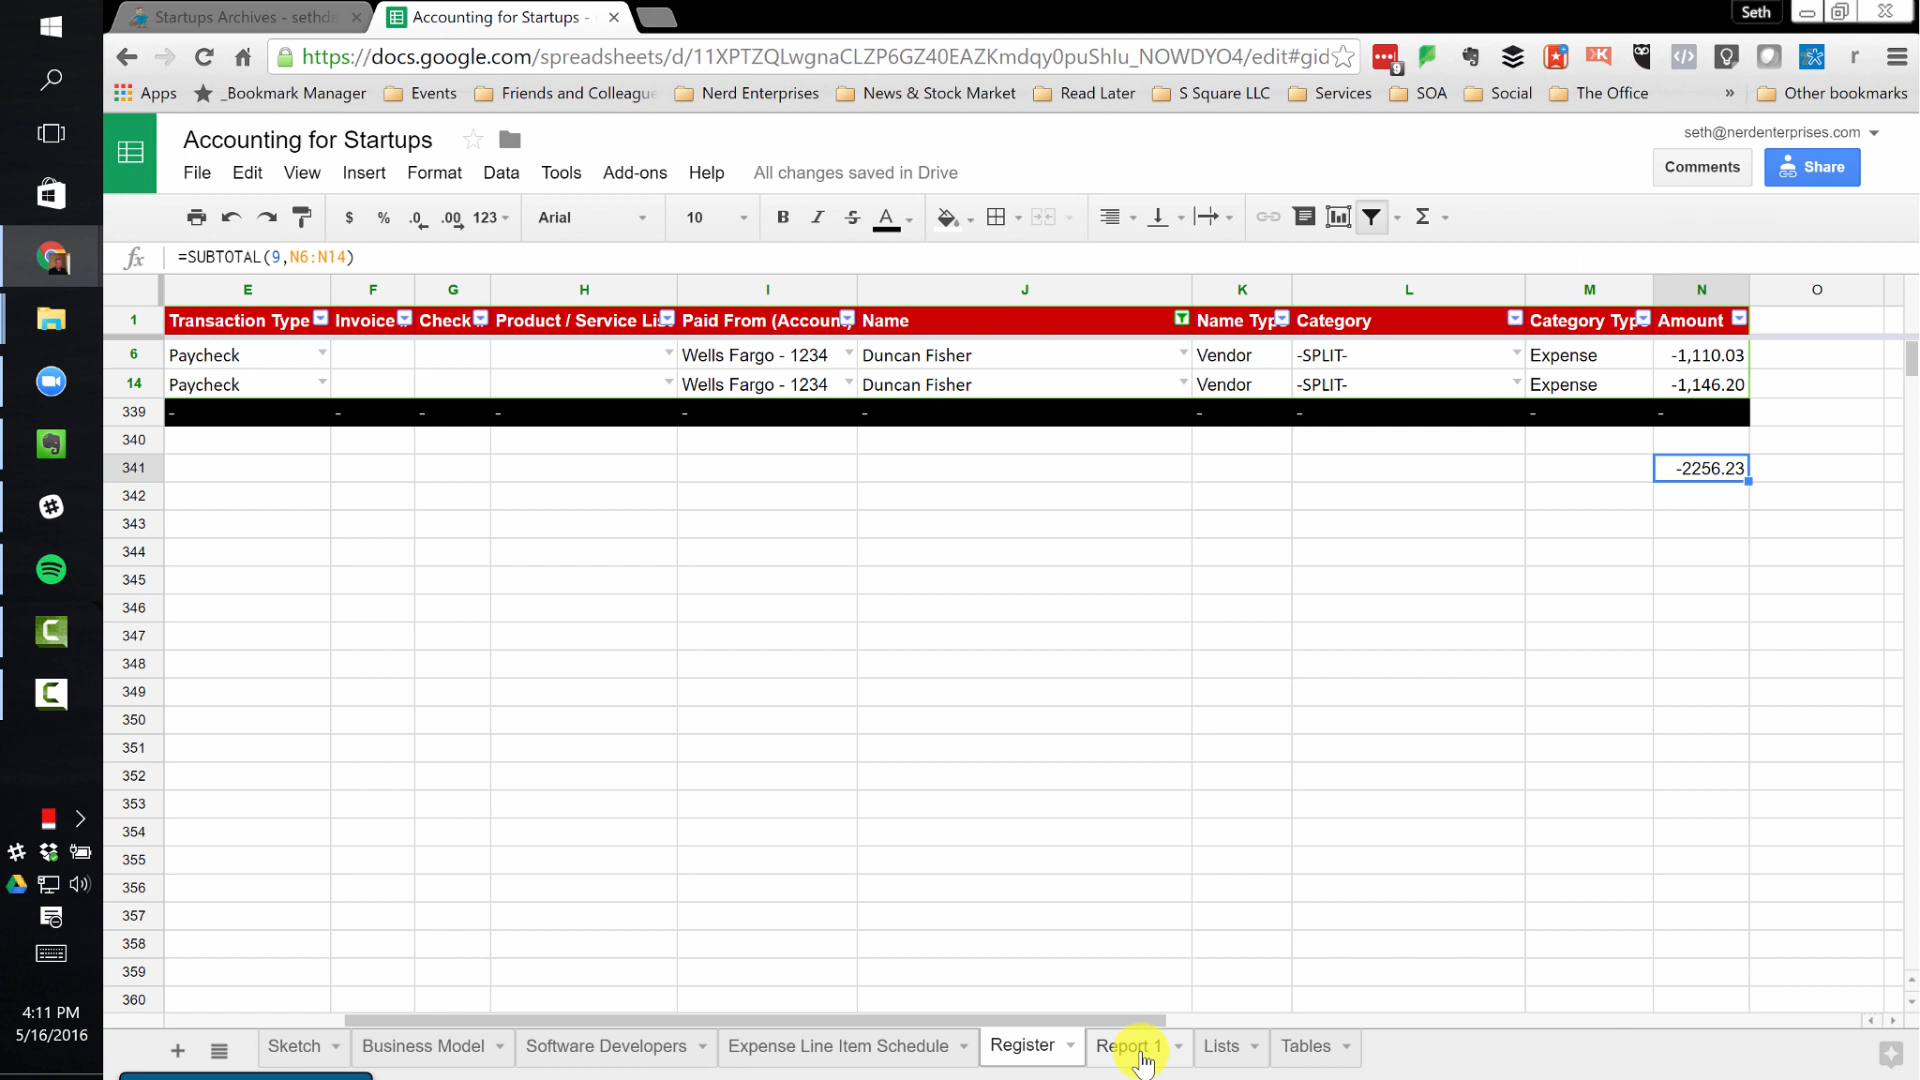 Startups Archives - sethda
Accounting for Startups -
Seth
https://docs.google.com/spreadsheets/d/11XPTZQLwgnaCLZP6GZ40EAZKmdqy0puShlu_NOWDYO4/edit#gid
9
</>
r
Apps
_Bookmark Manager
Events
Friends and Colleague
Nerd Enterprises
News & Stock Market
Read Later
S Square LLC
Services
SOA
Social
The Office
»
Other bookmarks
Accounting for Startups
seth@nerdenterprises.com
File Edit View Insert Format Data Tools Add-ons Help All changes saved in Drive
Comments
Share
$ % .0 .00 123 Arial 10 B I S A Σ
fx =SUBTOTAL(9,N6:N14)
E F G H I J K L M N O
1 Transaction Type Invoice Check Product / Service Lis Paid From (Accoun Name Name Typ Category Category Typ Amount
6 Paycheck Wells Fargo - 1234 Duncan Fisher Vendor -SPLIT- Expense -1,110.03
14 Paycheck Wells Fargo - 1234 Duncan Fisher Vendor -SPLIT- Expense -1,146.20
339 - - - - - - - - - -
340
341 -2256.23
342
343
344
345
346
347
348
349
350
351
352
353
354
355
356
357
358
359
360
4:11 PM
5/16/2016
+ Sketch Business Model Software Developers Expense Line Item Schedule Register Report 1 Lists Tables